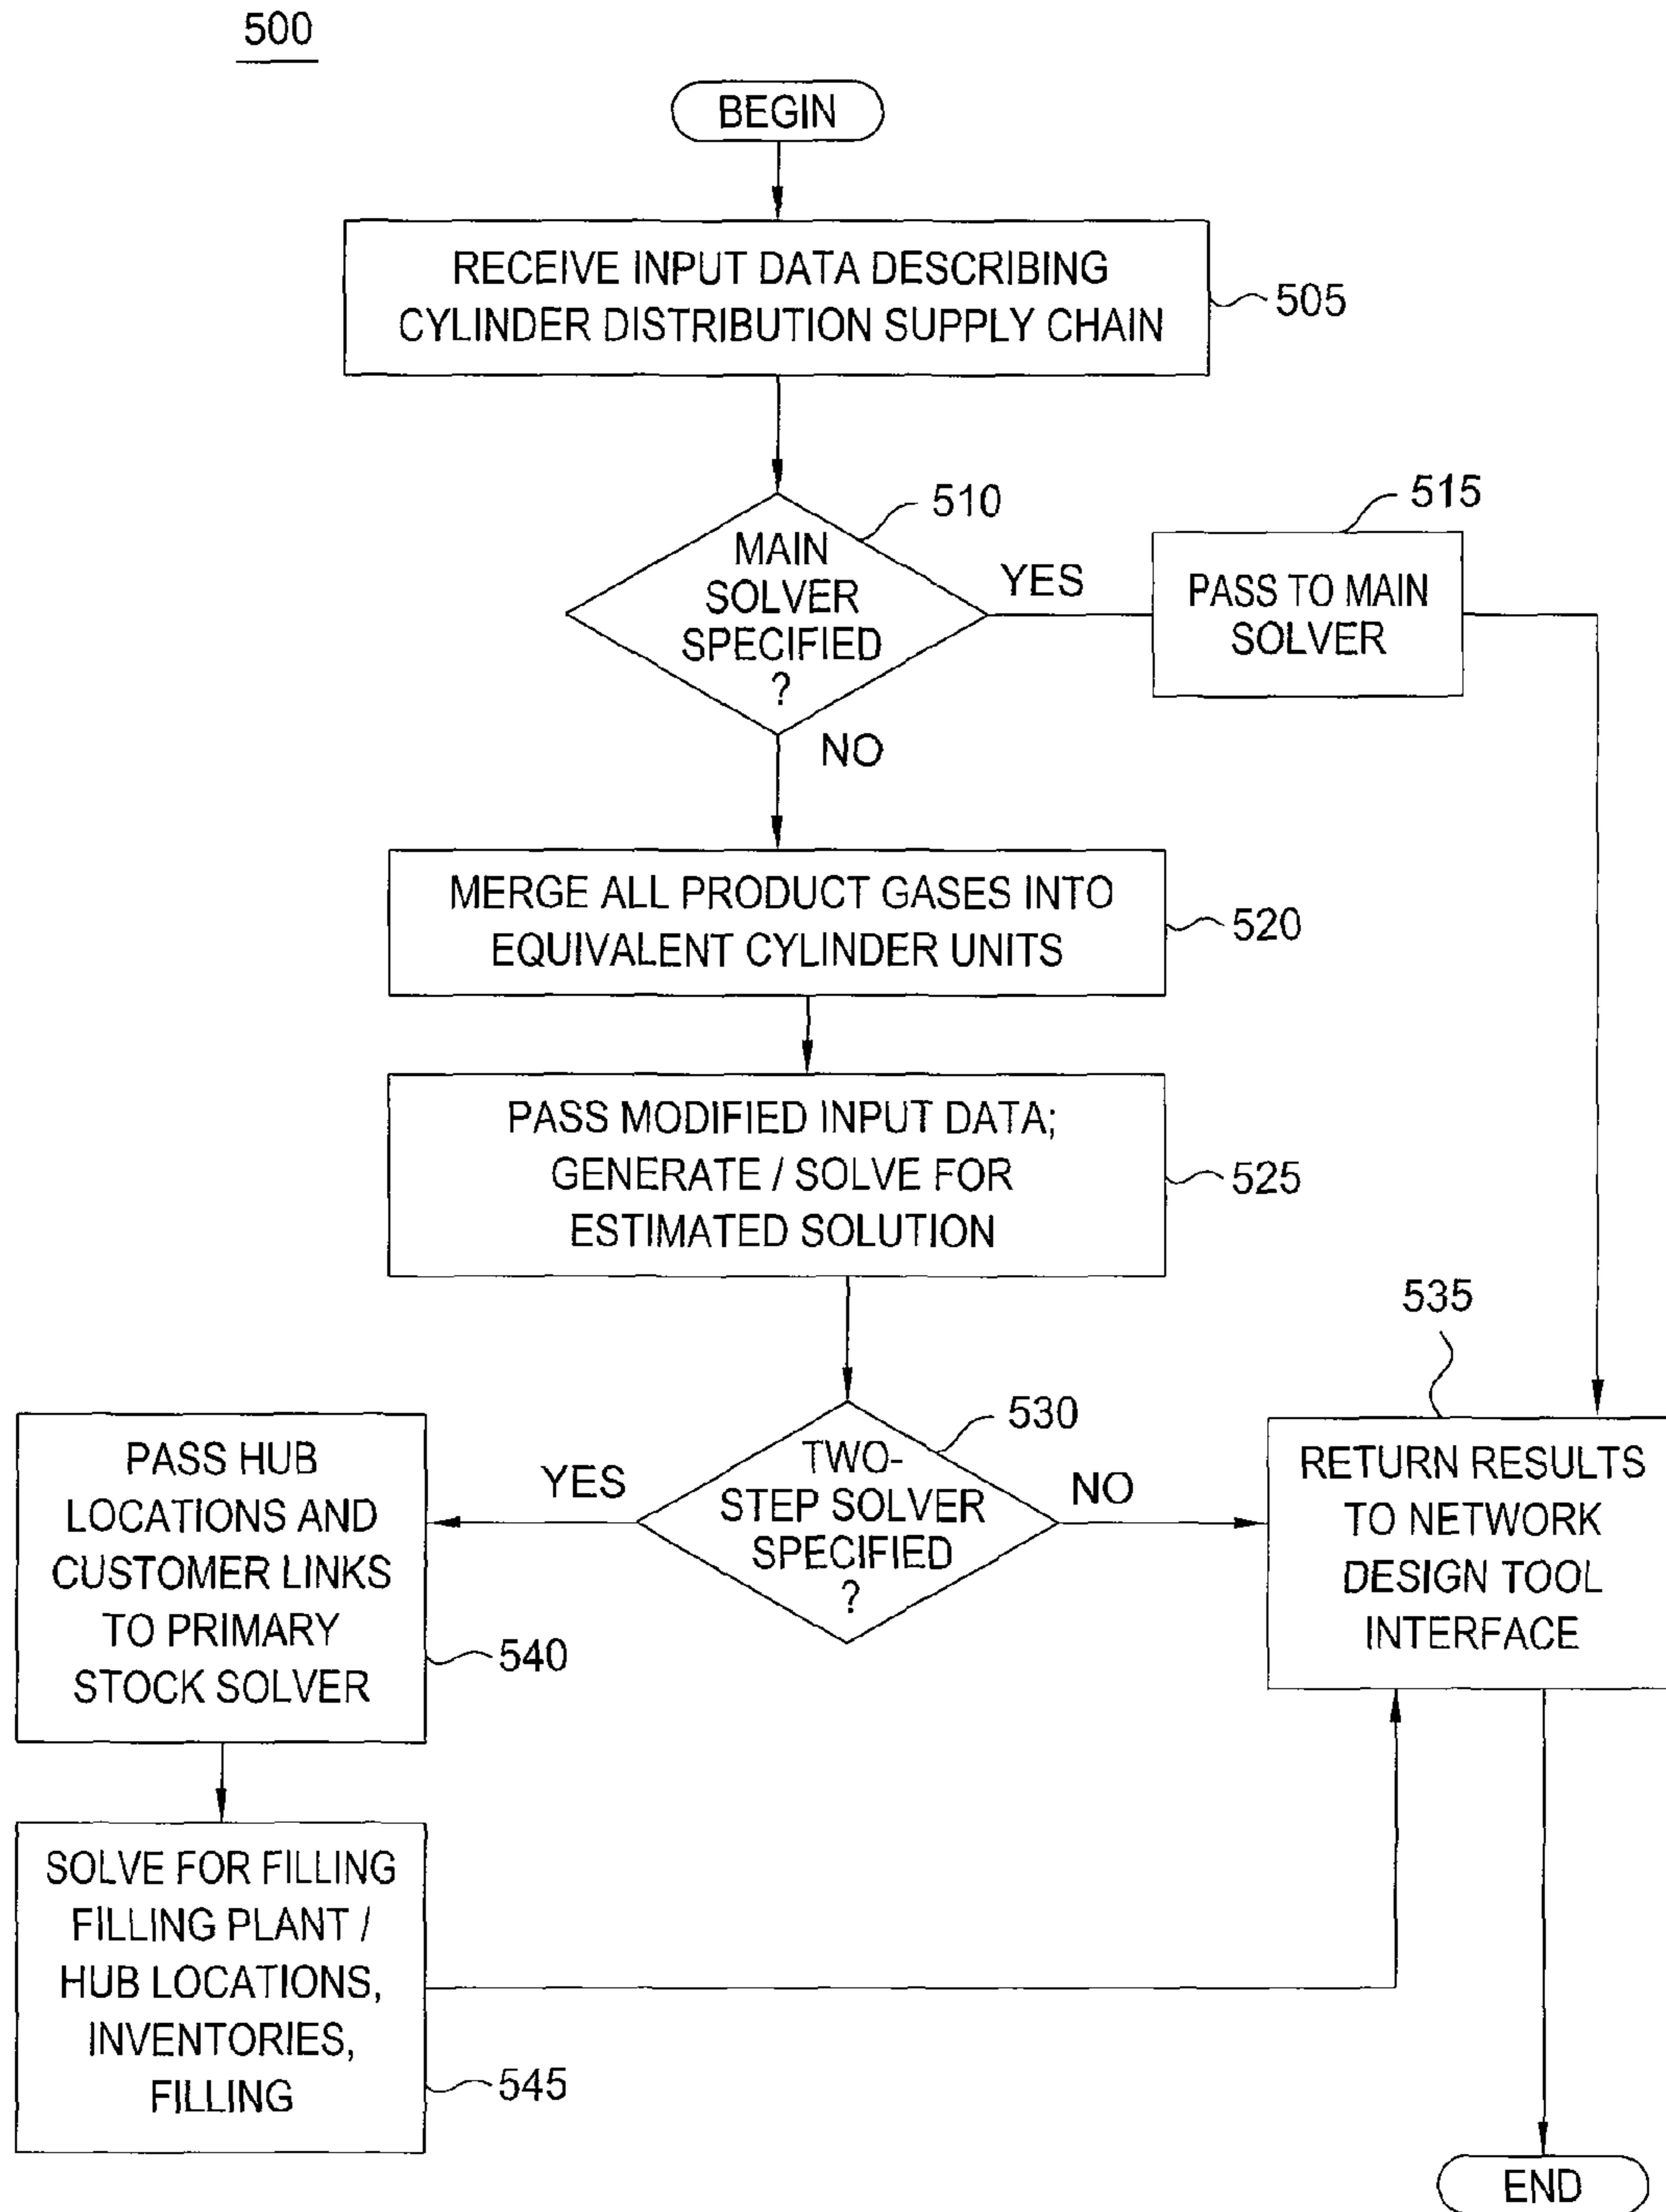 500
BEGIN
RECEIVE INPUT DATA DESCRIBING
CYLINDER DISTRIBUTION SUPPLY CHAIN
505
510
MAIN
SOLVER
SPECIFIED
?
YES
515
PASS TO MAIN
SOLVER
NO
MERGE ALL PRODUCT GASES INTO
EQUIVALENT CYLINDER UNITS
520
PASS MODIFIED INPUT DATA;
GENERATE / SOLVE FOR
ESTIMATED SOLUTION
525
530
TWO-
STEP SOLVER
SPECIFIED
?
YES
NO
535
RETURN RESULTS
TO NETWORK
DESIGN TOOL
INTERFACE
PASS HUB
LOCATIONS AND
CUSTOMER LINKS
TO PRIMARY
STOCK SOLVER
540
SOLVE FOR FILLING
FILLING PLANT /
HUB LOCATIONS,
INVENTORIES,
FILLING
545
END